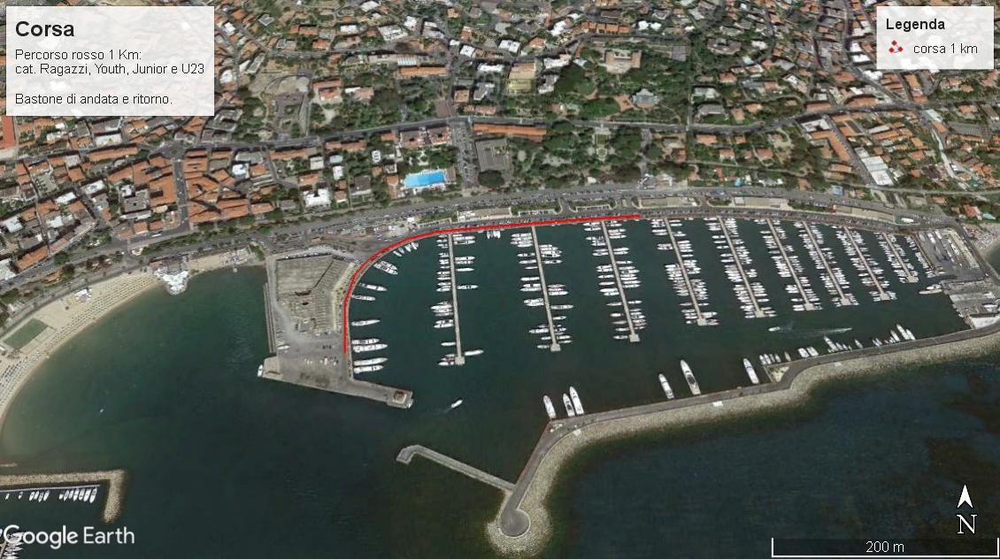 Corsa
Percorso rosso 1 Km:
cat. Ragazzi, Youth, Junior e U23
Bastone di andata e ritorno.
Legenda
corsa 1 km
Google Earth
N
200 m